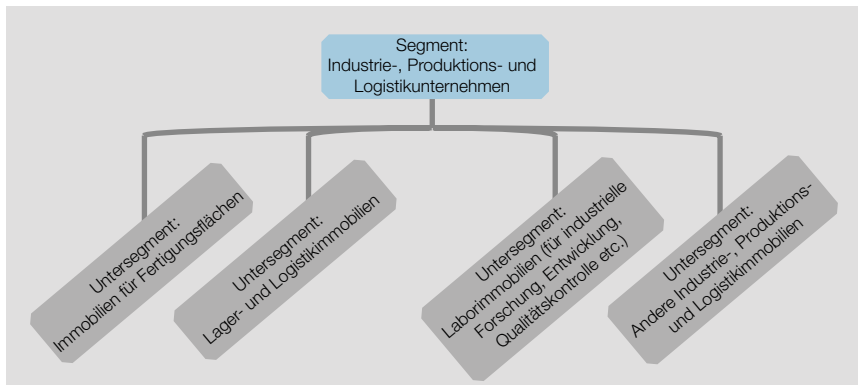 Segment:
Industrie-, Produktions- und
Logistikunternehmen
Untersegment:
Immobilien für Fertigungsflächen
Untersegment:
Lager- und Logistikimmobilien
Untersegment:
Laborimmobilien (für industrielle
Forschung, Entwicklung,
Qualitätskontrolle etc.)
Untersegment:
Andere Industrie-, Produktions-
und Logistikimmobilien